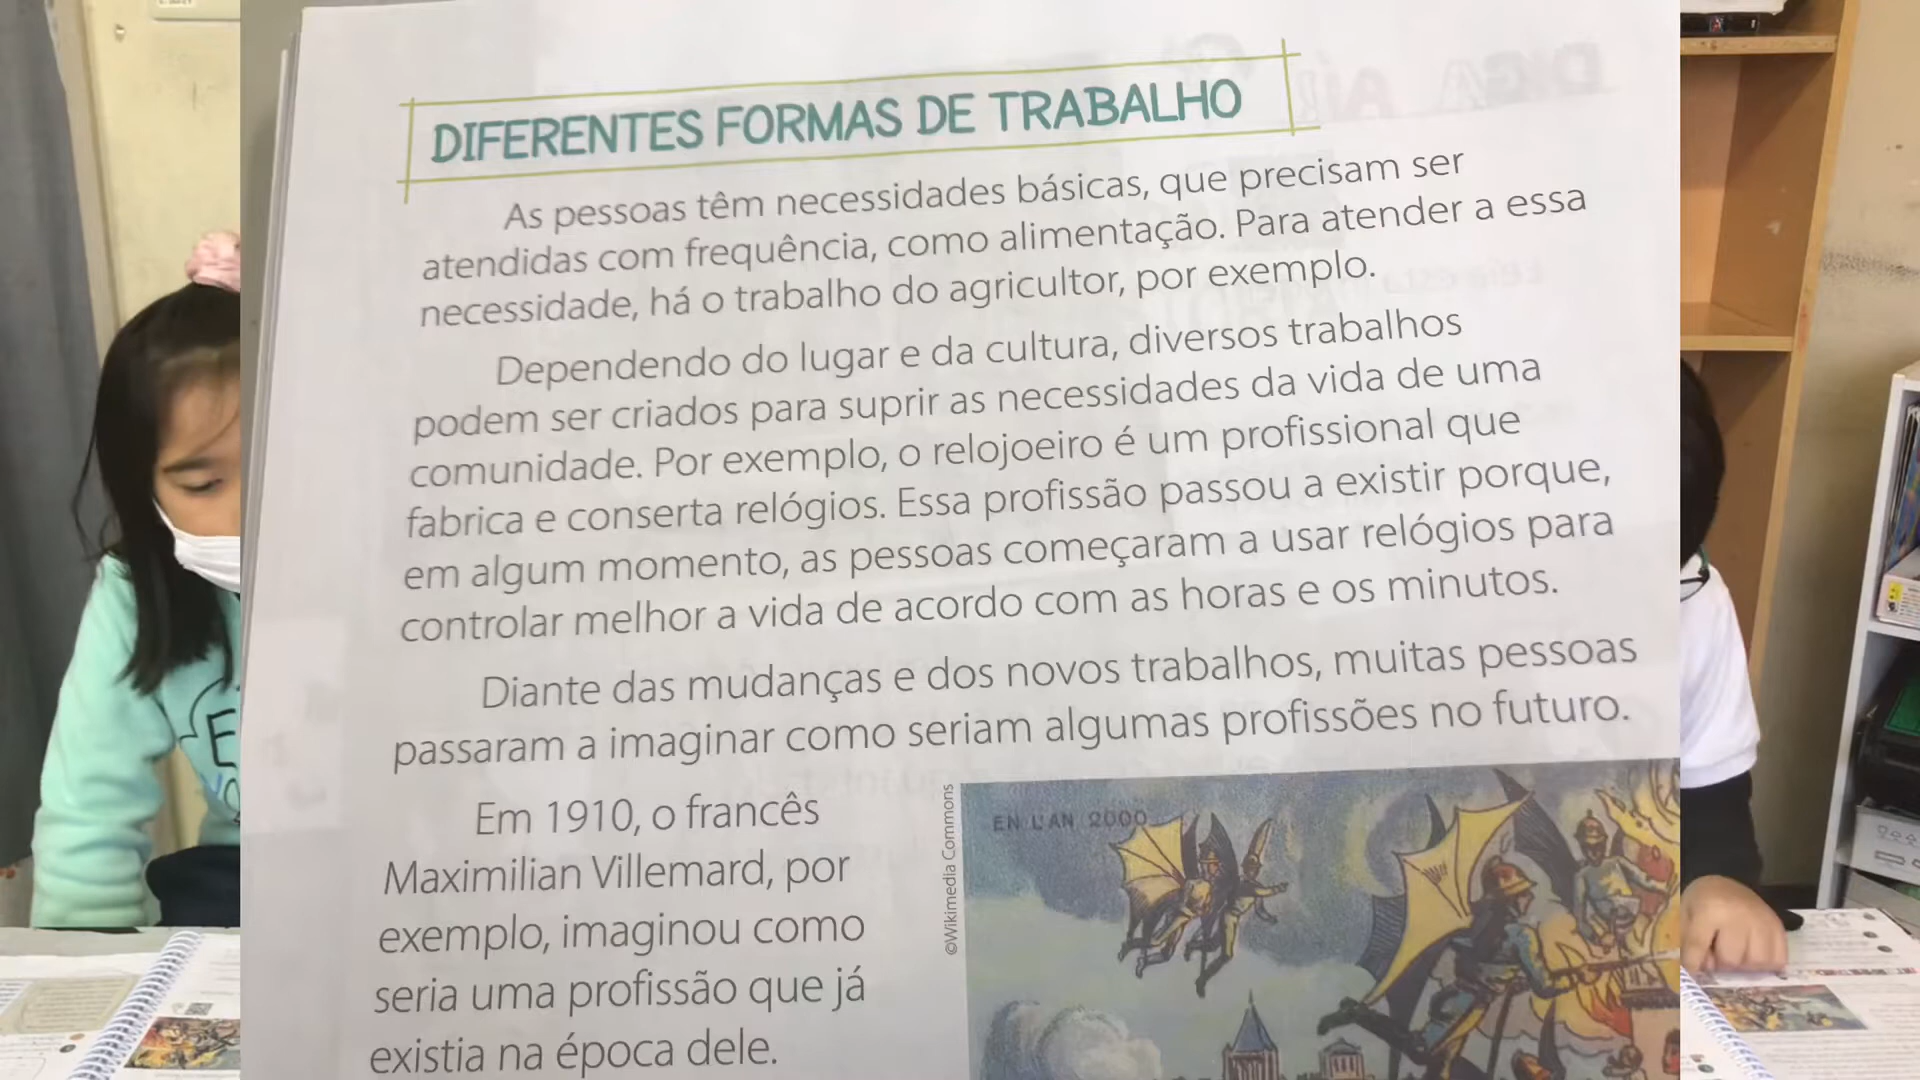 DIFERENTES FORMAS DE TRABALHO
As pessoas têm necessidades básicas, que precisam ser
atendidas com frequência, como alimentação. Para atender a essa
necessidade, há o trabalho do agricultor, por exemplo.
Dependendo do lugar e da cultura, diversos trabalhos
podem ser criados para suprir as necessidades da vida de uma
comunidade. Por exemplo, o relojoeiro é um profissional que
fabrica e conserta relógios. Essa profissão passou a existir porque,
em algum momento, as pessoas começaram a usar relógios para
controlar melhor a vida de acordo com as horas e os minutos.
Diante das mudanças e dos novos trabalhos, muitas pessoas
passaram a imaginar como seriam algumas profissões no futuro.
Em 1910, o francês
Maximilian Villemard, por
exemplo, imaginou como
seria uma profissão que já
existia na época dele.
©Wikimedia Commons
EN L'AN 2000